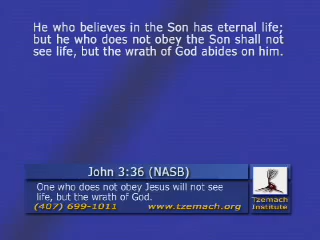 He who believes in the Son has eternal life;
but he who does not obey the Son shall not
see life, but the wrath of God abides on him.
John 3:36 (NASB)
One who does not obey Jesus will not see
life, but the wrath of God.
(407) 699-1011 www.tzemach.org
Tzemach
Institute